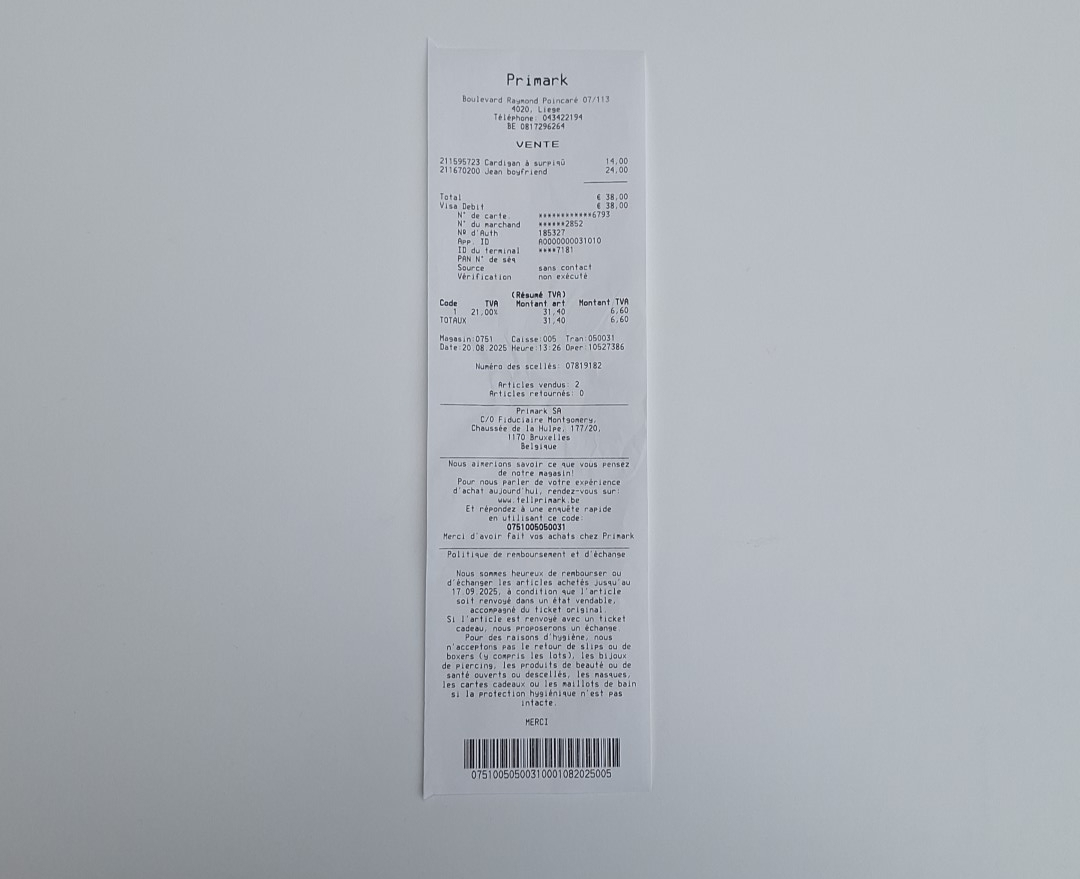 Primark
Boulevard Raymond Poincaré 07/113
4020, Liege
Téléphone: 043422194
BE 0817296264
VENTE
211595723 Cardigan à surpiqû 14,00
211670200 Jean boyfriend 24,00
Total € 38,00
Visa Debit € 38,00
N° de carte. ************6793
N° du marchand ******2852
Nº d'Auth 185327
App. ID A0000000031010
ID du terminal ****7181
PAN N° de séq
Source sans contact
Vérification non exécuté
(Résumé TVA)
Code TVA Montant art Montant TVA
1 21,00% 31,40 6,60
TOTAUX 31,40 6,60
Magasin:0751 Caisse:005 Tran:050031
Date:20.08.2025 Heure:13:26 Oper:10527386
Numéro des scellés: 07819182
Articles vendus: 2
Articles retournés: 0
Primark SA
C/O Fiduciaire Montgomery,
Chaussée de la Hulpe, 177/20,
1170 Bruxelles
Belgique
Nous aimerions savoir ce que vous pensez
de notre magasin!
Pour nous parler de votre expérience
d'achat aujourd'hui, rendez-vous sur:
www.tellprimark.be
Et répondez à une enquête rapide
en utilisant ce code:
0751005050031
Merci d'avoir fait vos achats chez Primark
Politique de remboursement et d'échange
Nous sommes heureux de rembourser ou
d'échanger les articles achetés jusqu'au
17.09.2025, à condition que l'article
soit renvoyé dans un état vendable,
accompagné du ticket original.
Si l'article est renvoyé avec un ticket
cadeau, nous proposerons un échange.
Pour des raisons d'hygiène, nous
n'acceptons pas le retour de slips ou de
boxers (y compris les lots), les bijoux
de piercing, les produits de beauté ou de
santé ouverts ou descellés, les masques,
les cartes cadeaux ou les maillots de bain
si la protection hygiénique n'est pas
intacte.
MERCI
07510050500310001082025005